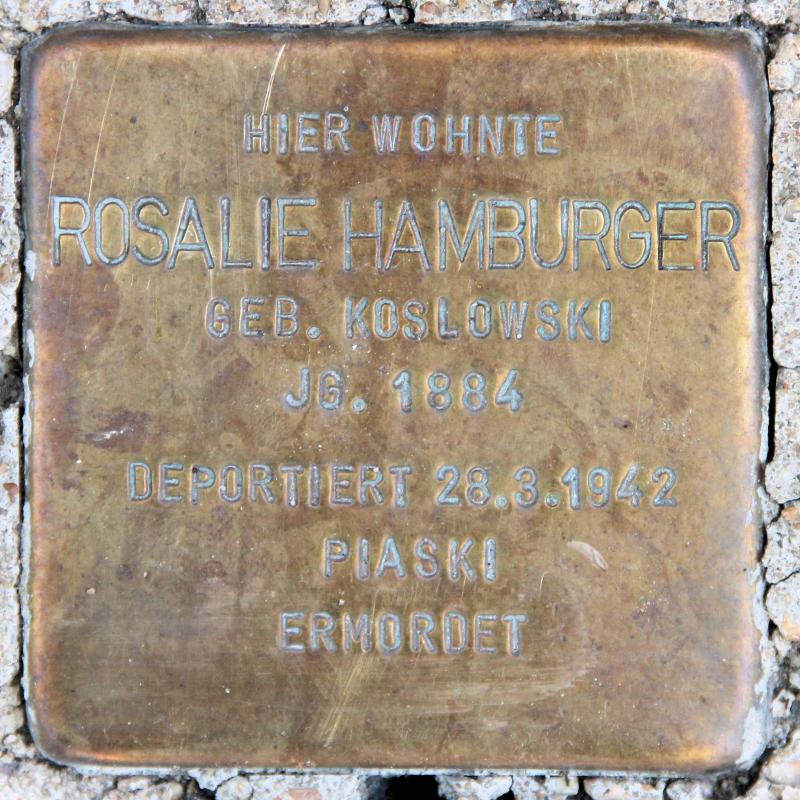 HIER WOHNTE
ROSALIE HAMBURGER
GEB. KOSLOWSKI
JG. 1884
DEPORTIERT 28.3.1942
PIASKI
ERMORDET